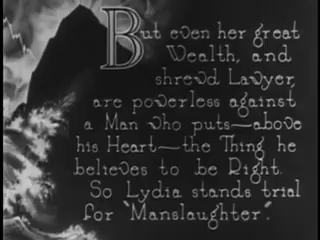 But even her great
Wealth, and
shrewd Lawyer,
are powerless against
a Man who puts—above
his Heart—the Thing he
believes to be Right.
So Lydia stands trial
for "Manslaughter".